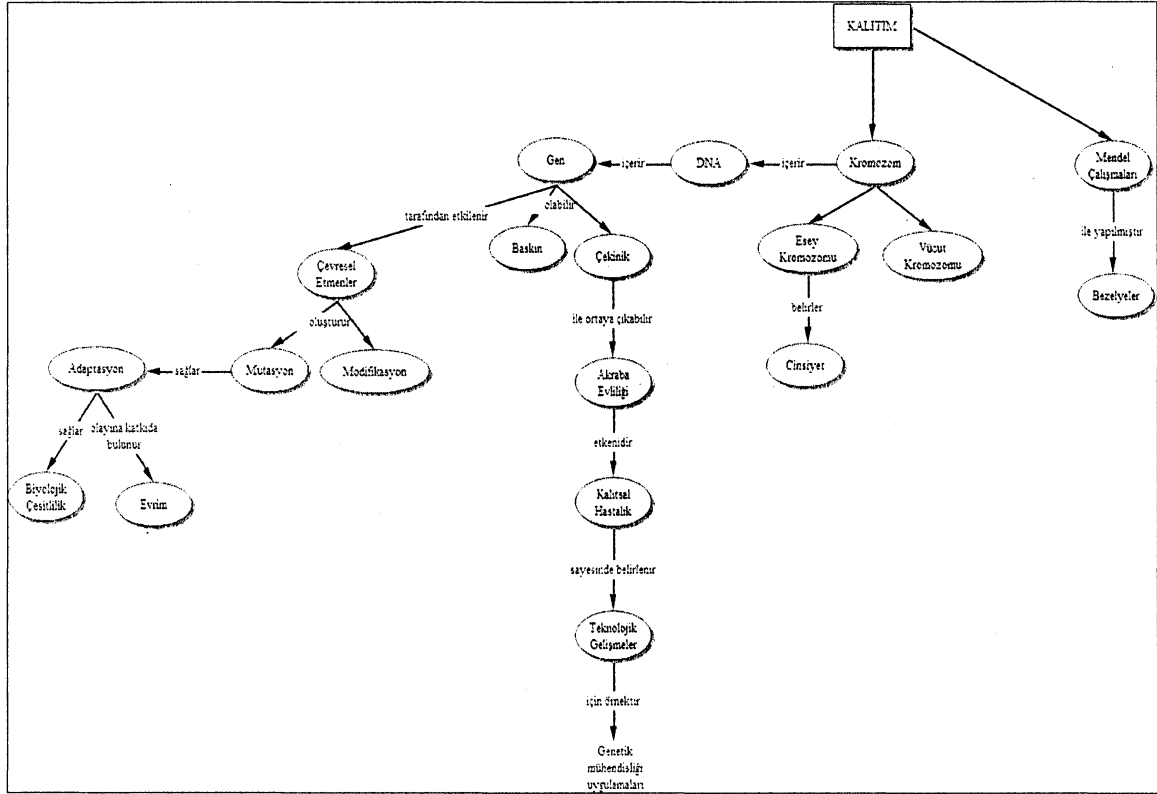 KALITIM
Gen
içerir
DNA
içerir
Kromozom
Mendel
Çalışmaları
tarafından etkilenir
olabilir
Baskın
Çekinik
Esey
Kromozomu
Vücut
Kromozomu
ile yapılmıştır
Bezelyeler
Çevresel
Etmenler
oluşturur
ile ortaya çıkabilir
belirler
Adaptasyon
sağlar
Mutasyon
Modifikasyon
Akraba
Evliliği
Cinsiyet
sağlar
olayına katkıda
bulunur
etkenidir
Biyolojik
Çesitlilik
Evrim
Kalıtsal
Hastalık
sayesinde belirlenir
Teknolojik
Gelişmeler
için örnektir
Genetik
mühendisliği
uygulamaları